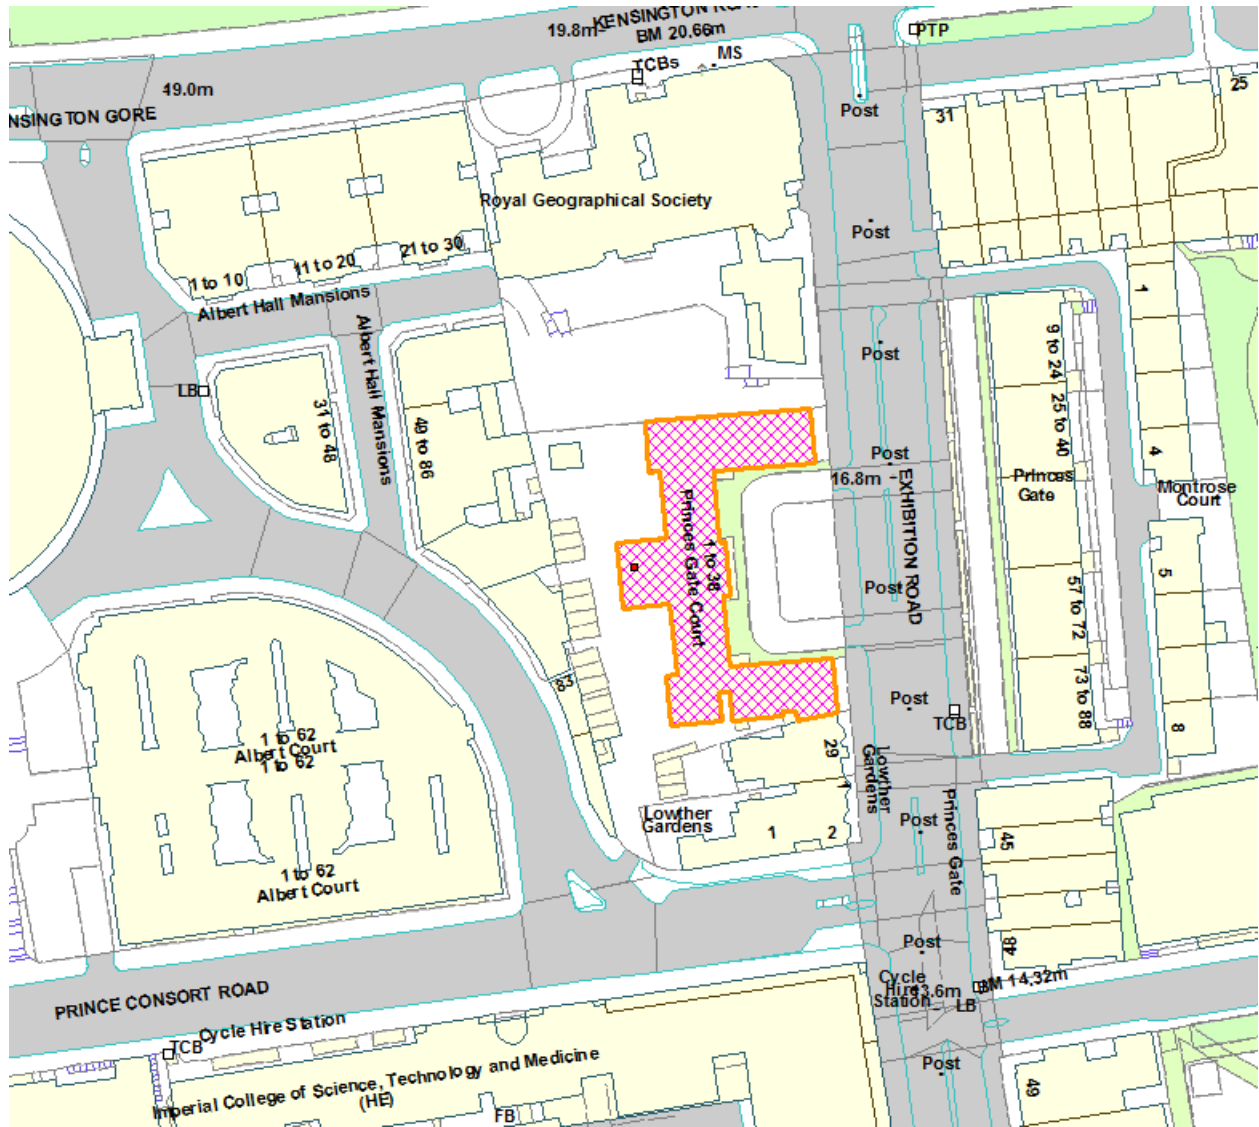 KENSINGTON ROAD
19.8m
BM 20,66m
PTP
TCBs
MS
49.0m
NSINGTON GORE
25
31
Post
Royal Geographical Society
Post
21 to 30
11 to 20
1 to 10
Albert Hall Mansions
Albert Hall Mansions
1
Post
9 to 24
25 to 40
LB
31 to 48
49 to 86
4
Post
16.8m
EXHIBITION ROAD
Princes
Gate
Montrose
Court
Princes Gate Court
1 to 38
5
Post
57 to 72
73 to 88
83
Post
TCB
8
1 to 62
Albert Court
1 to 62
29
1
Lowther
Gardens
Lowther
Gardens
1
2
Post
Princes Gate
45
1 to 62
Albert Court
48
Post
PRINCE CONSORT ROAD
Cycle
Hire
Station
13.6m
BM 14,32m
LB
Cycle Hire Station
TCB
Imperial College of Science, Technology and Medicine
(HE)
FB
Post
49